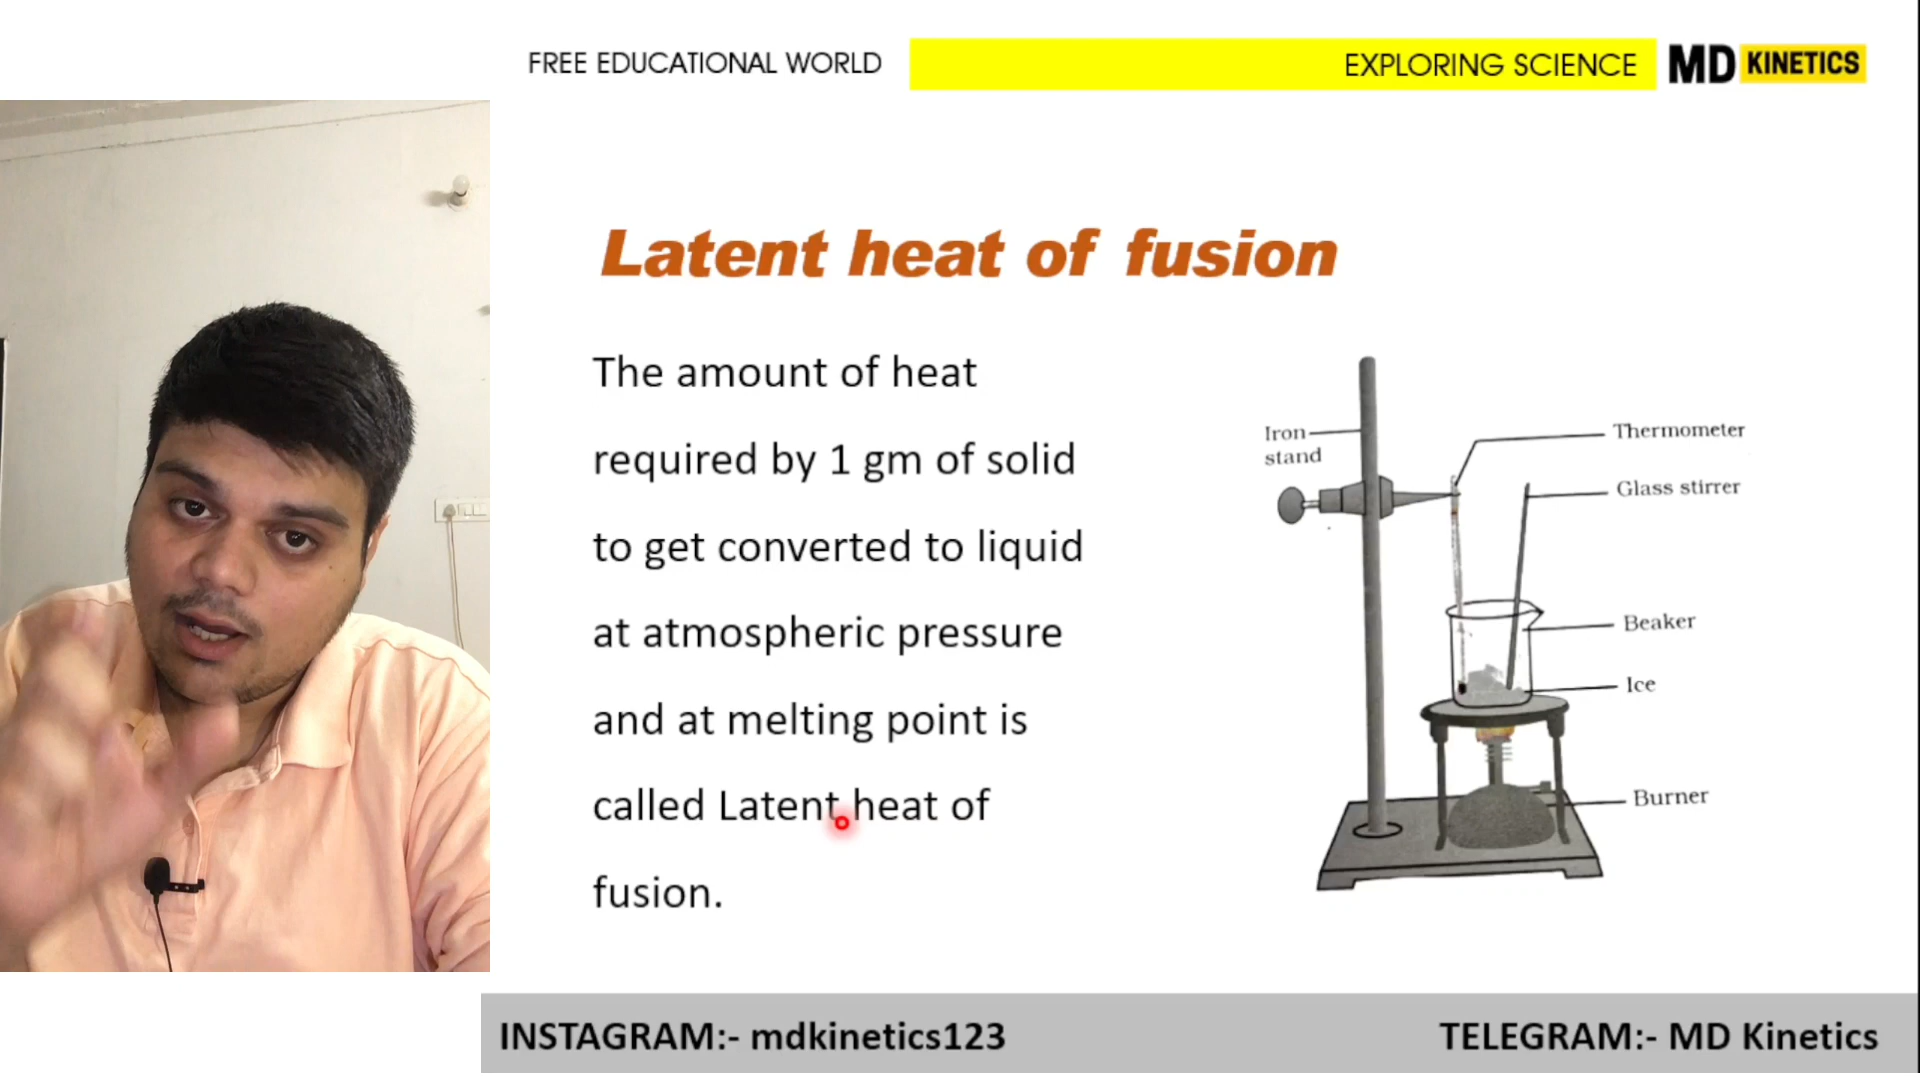 FREE EDUCATIONAL WORLD
EXPLORING SCIENCE
MD KINETICS
Latent heat of fusion
The amount of heat
required by 1 gm of solid
to get converted to liquid
at atmospheric pressure
and at melting point is
called Latent heat of
fusion.
Iron
stand
Thermometer
Glass stirrer
Beaker
Ice
Burner
INSTAGRAM:- mdkinetics123
TELEGRAM:- MD Kinetics